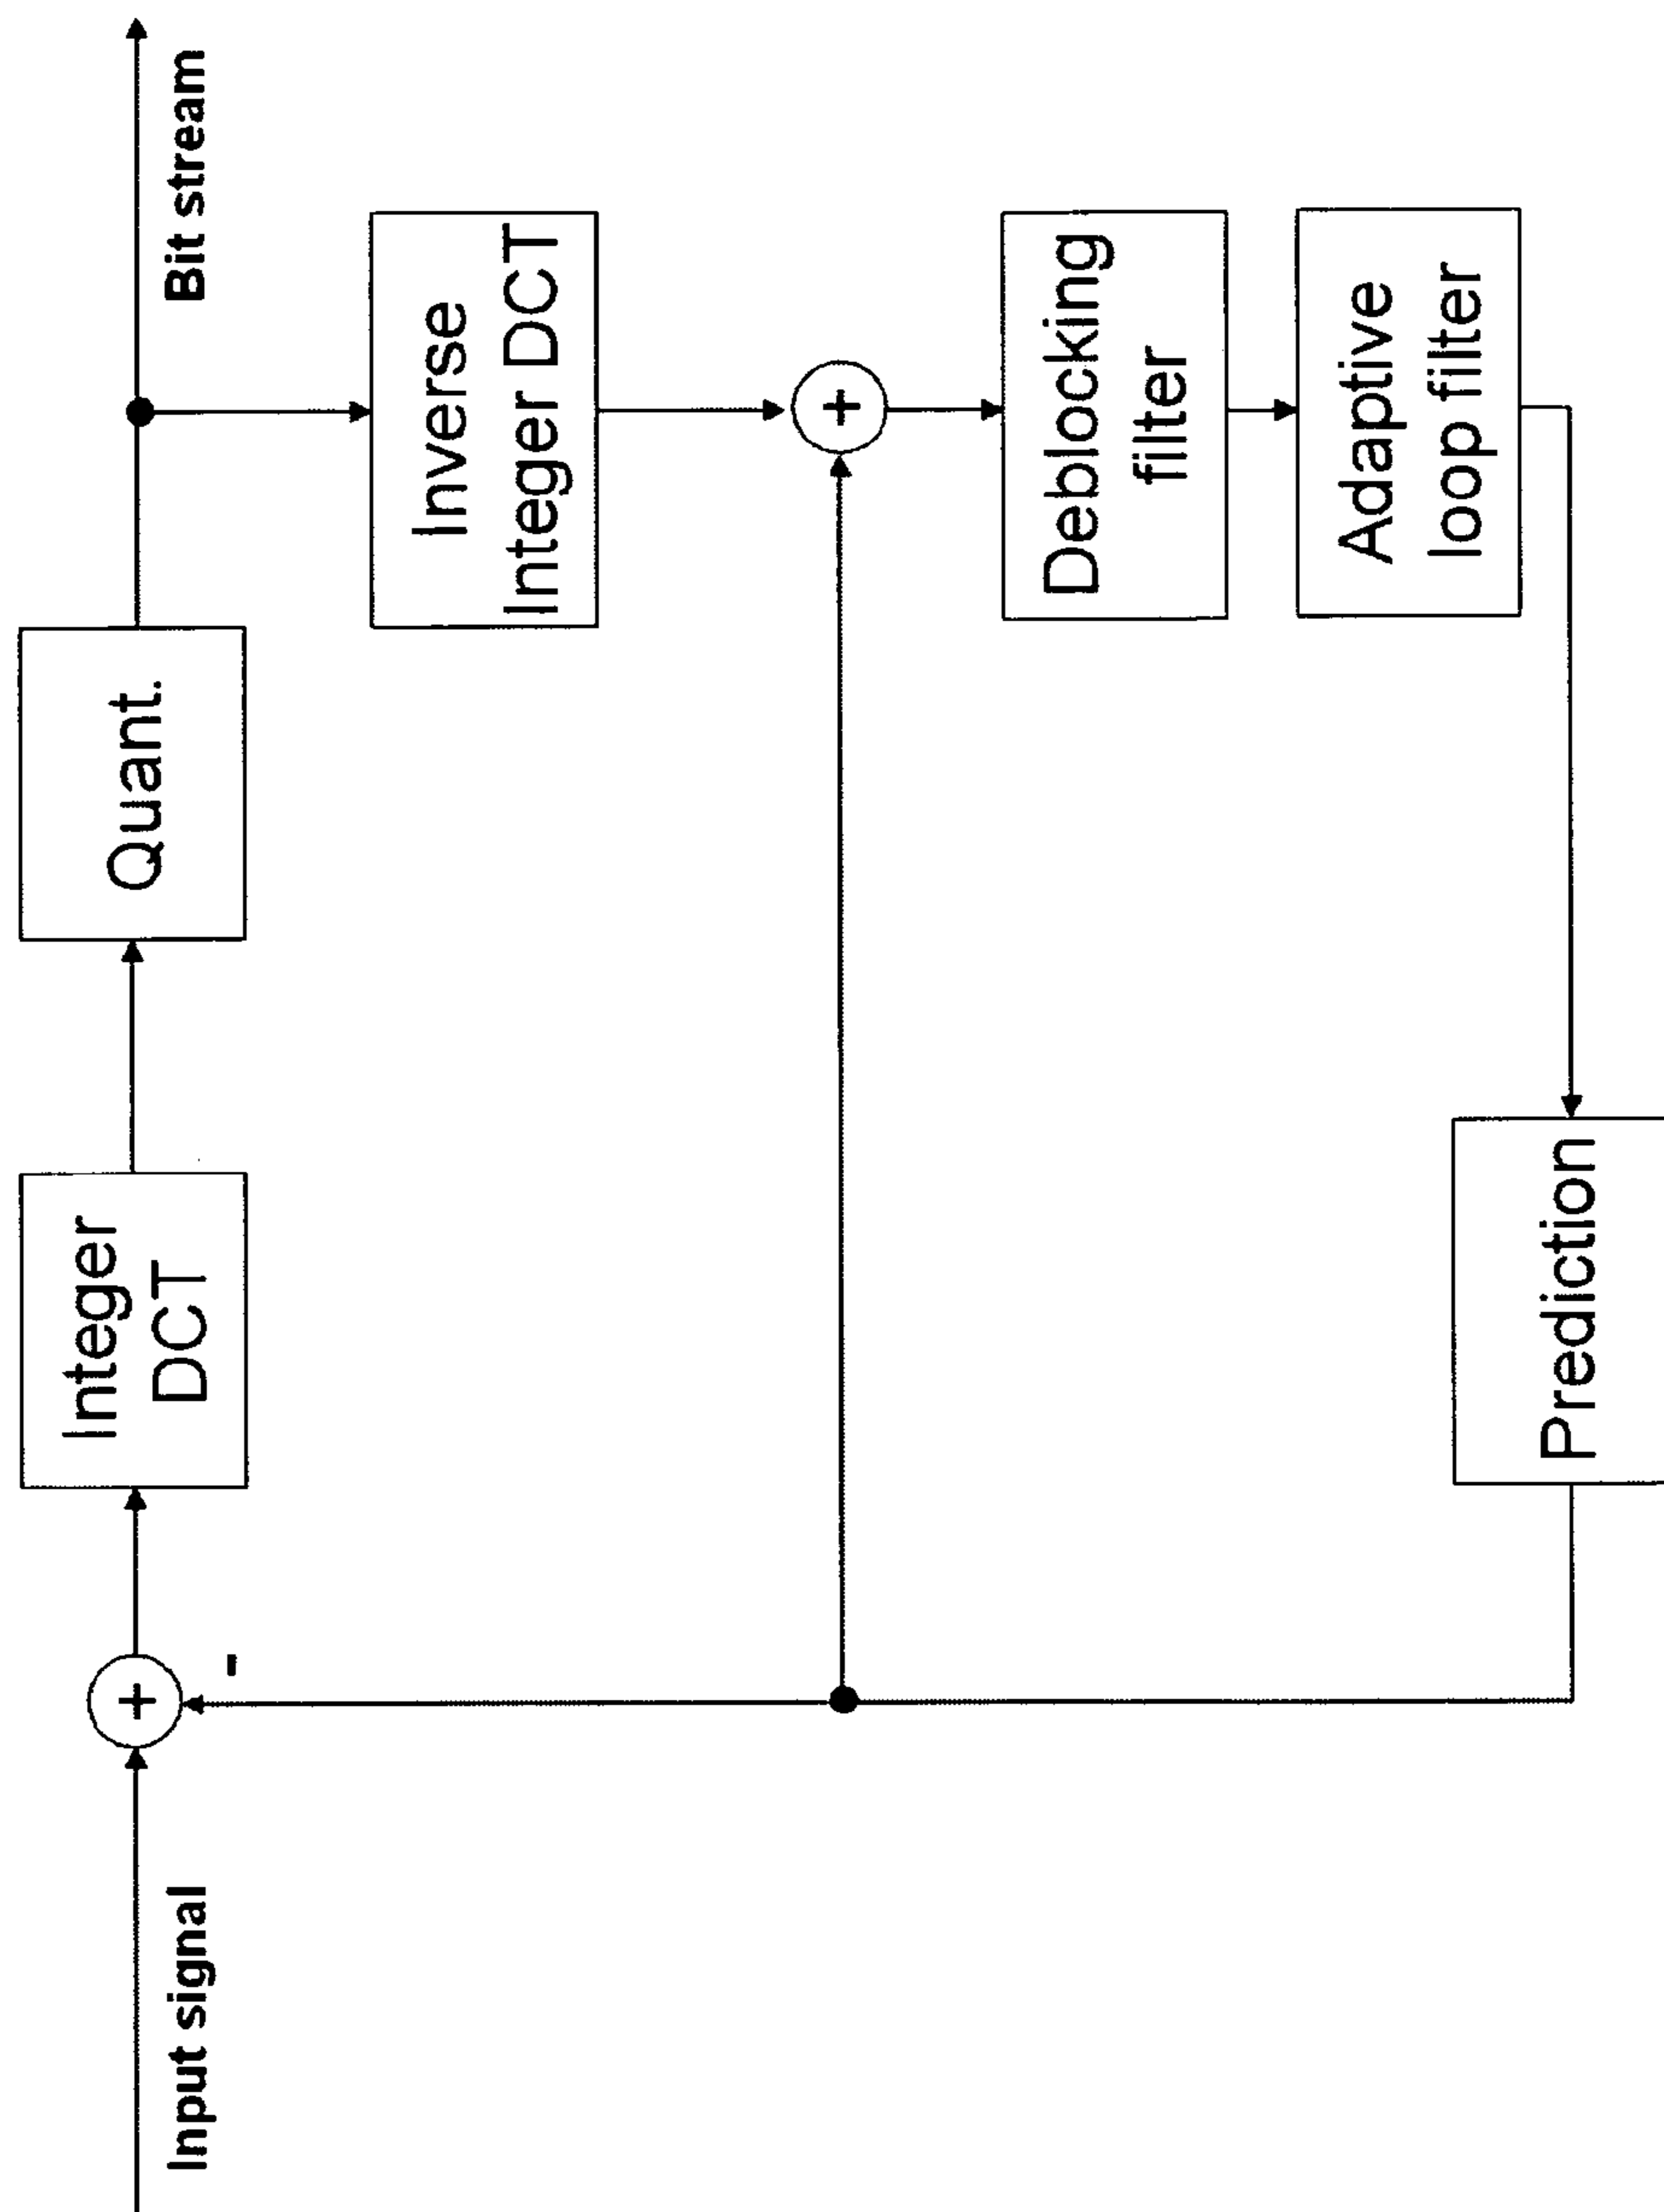 Input signal
+
-
Integer
DCT
Quant.
Bit stream
Inverse
Integer DCT
+
Deblocking
filter
Adaptive
loop filter
Prediction